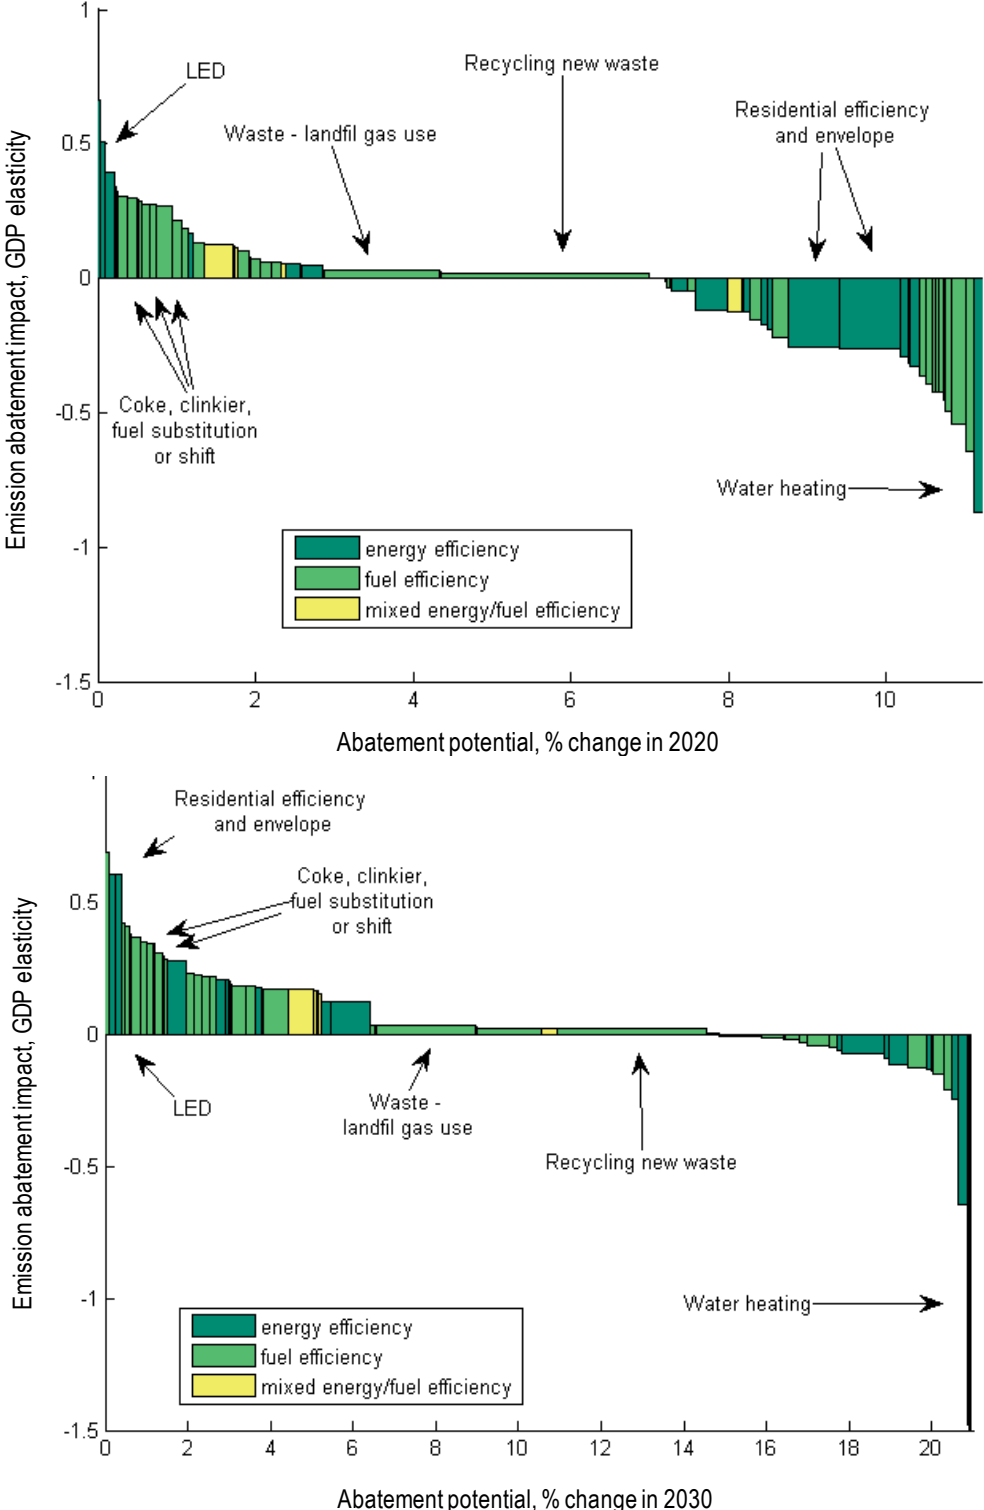 1
LED
Recycling new waste
Residential efficiency
and envelope
Waste - landfil gas use
0.5
0
-0.5
-1
-1.5
Emission abatement impact, GDP elasticity
Coke, clinkier,
fuel substitution
or shift
Water heating
energy efficiency
fuel efficiency
mixed energy/fuel efficiency
0 2 4 6 8 10
Abatement potential, % change in 2020
Residential efficiency
and envelope
Coke, clinkier,
fuel substitution
or shift
0.5
0
-0.5
-1
-1.5
Emission abatement impact, GDP elasticity
LED
Waste -
landfil gas use
Recycling new waste
Water heating
energy efficiency
fuel efficiency
mixed energy/fuel efficiency
0 2 4 6 8 10 12 14 16 18 20
Abatement potential, % change in 2030